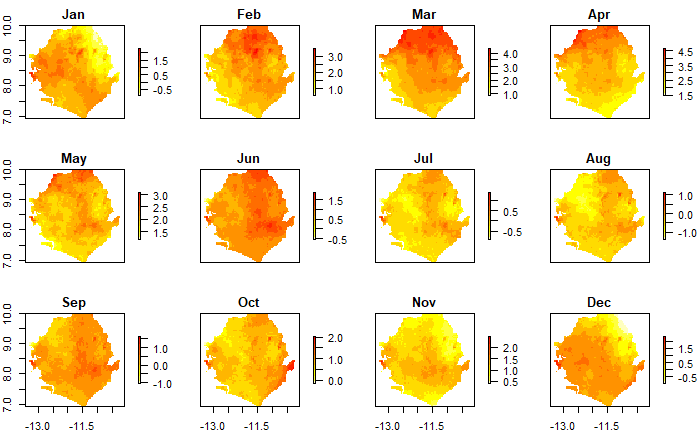 Jan Feb Mar Apr
10.0 9.0 8.0 7.0
1.5 0.5 -0.5
3.0 2.0 1.0
4.0 3.0 2.0 1.0
4.5 3.5 2.5 1.5
May Jun Jul Aug
10.0 9.0 8.0 7.0
3.0 2.5 2.0 1.5
1.5 0.5 -0.5
0.5 -0.5
1.0 0.0 -1.0
Sep Oct Nov Dec
10.0 9.0 8.0 7.0
1.0 0.0 -1.0
2.0 1.0 0.0
2.0 1.5 1.0 0.5
1.5 0.5 -0.5
-13.0 -11.5 -13.0 -11.5 -13.0 -11.5 -13.0 -11.5